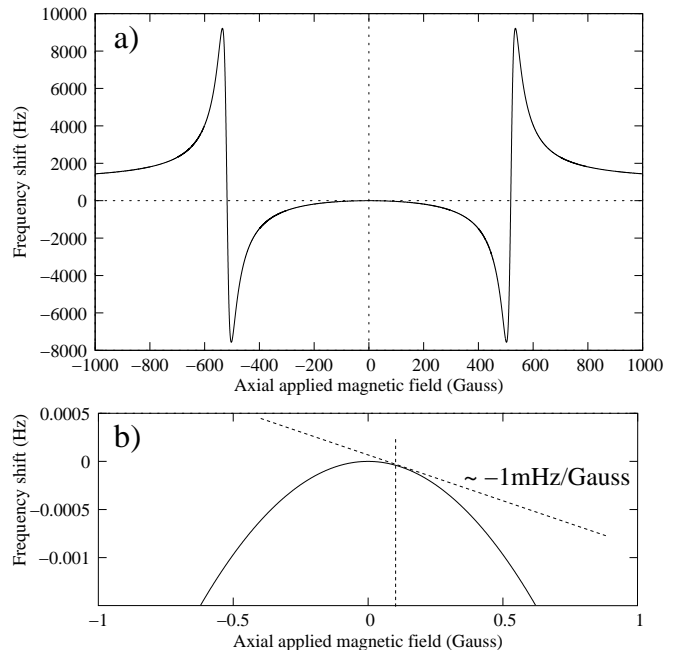 a)
10000
8000
6000
4000
2000
0
−2000
−4000
−6000
−8000
Frequency shift (Hz)
−1000 −800 −600 −400 −200 0 200 400 600 800 1000
Axial applied magnetic field (Gauss)
b)
0.0005
0
−0.0005
−0.001
Frequency shift (Hz)
~ −1mHz/Gauss
−1 −0.5 0 0.5 1
Axial applied magnetic field (Gauss)